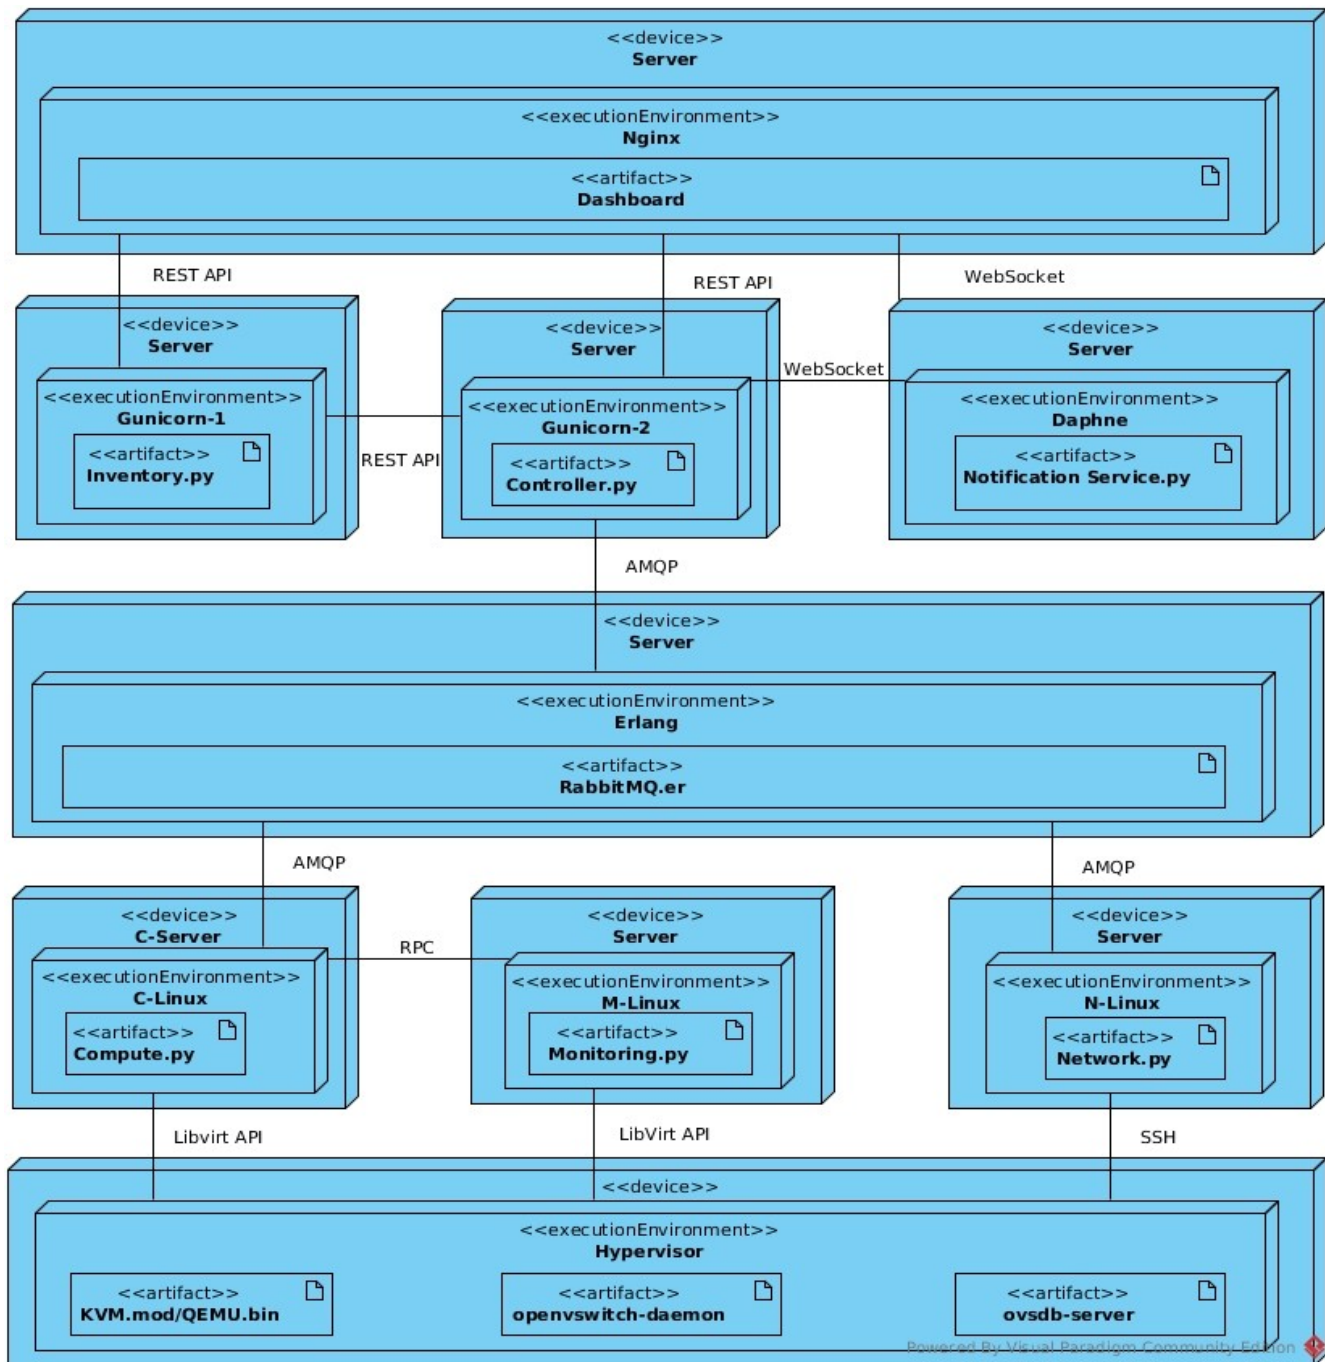 <<device>>
Server
<<executionEnvironment>>
Nginx
<<artifact>>
Dashboard
REST API
REST API
WebSocket
<<device>>
Server
<<executionEnvironment>>
Gunicorn-1
<<artifact>>
Inventory.py
REST API
<<device>>
Server
<<executionEnvironment>>
Gunicorn-2
<<artifact>>
Controller.py
WebSocket
<<device>>
Server
<<executionEnvironment>>
Daphne
<<artifact>>
Notification Service.py
AMQP
<<device>>
Server
<<executionEnvironment>>
Erlang
<<artifact>>
RabbitMQ.er
AMQP
AMQP
<<device>>
C-Server
<<executionEnvironment>>
C-Linux
<<artifact>>
Compute.py
RPC
<<device>>
Server
<<executionEnvironment>>
M-Linux
<<artifact>>
Monitoring.py
<<device>>
Server
<<executionEnvironment>>
N-Linux
<<artifact>>
Network.py
Libvirt API
LibVirt API
SSH
<<device>>
<<executionEnvironment>>
Hypervisor
<<artifact>>
KVM.mod/QEMU.bin
<<artifact>>
openvswitch-daemon
<<artifact>>
ovsdb-server
Powered By Visual Paradigm Community Edition